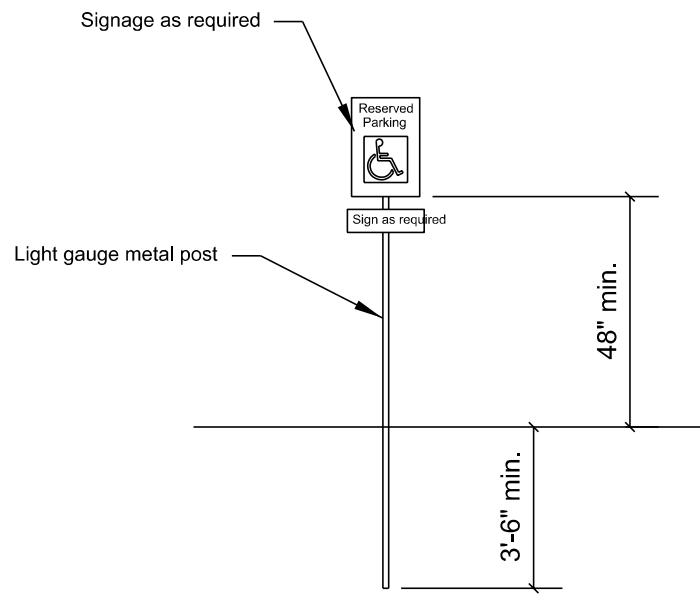 Signage as required
Reserved
Parking
Sign as required
Light gauge metal post
48" min.
3'-6" min.